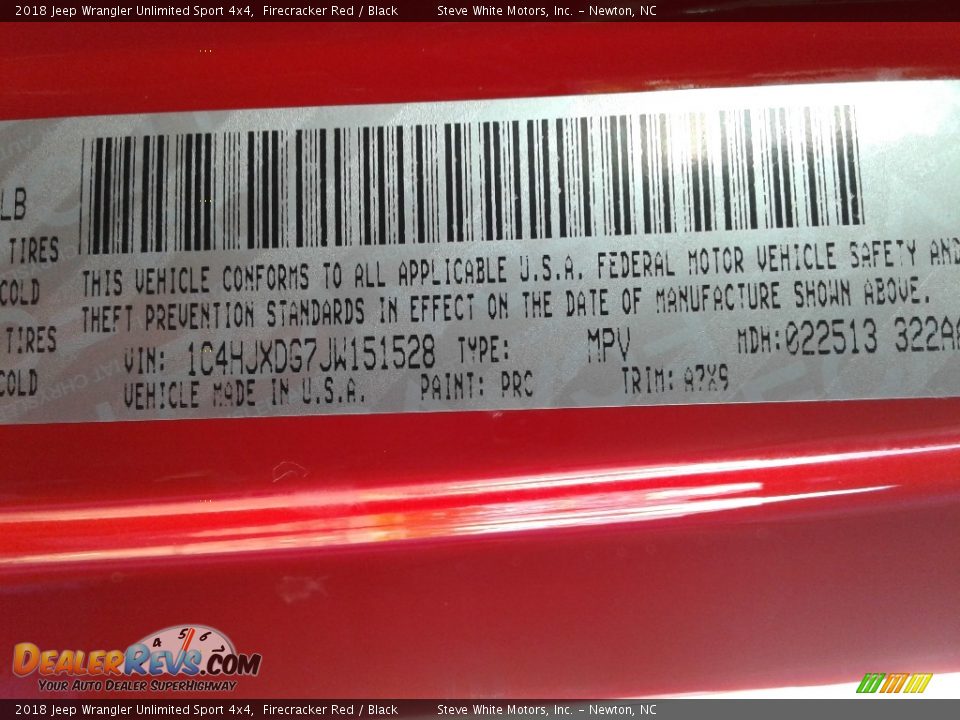 2018 Jeep Wrangler Unlimited Sport 4x4, Firecracker Red / Black Steve White Motors, Inc. - Newton, NC
LB
TIRES
COLD
TIRES
COLD
THIS VEHICLE CONFORMS TO ALL APPLICABLE U.S.A. FEDERAL MOTOR VEHICLE SAFETY AND
THEFT PREVENTION STANDARDS IN EFFECT ON THE DATE OF MANUFACTURE SHOWN ABOVE.
VIN: 1C4HJXDG7JW151528 TYPE: MPV MDH:022513 322A
VEHICLE MADE IN U.S.A. PAINT: PRC TRIM: A7X9
4 5 6
DealerRevs.com
Your Auto Dealer SuperHighway
2018 Jeep Wrangler Unlimited Sport 4x4, Firecracker Red / Black Steve White Motors, Inc. - Newton, NC